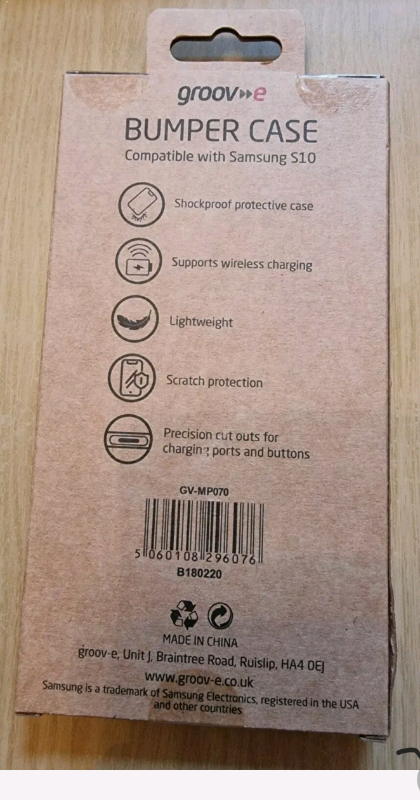 groov e
BUMPER CASE
Compatible with Samsung S10
Shockproof protective case
Supports wireless charging
Lightweight
Scratch protection
Precision cut outs for
charging ports and buttons
GV-MP070
5 060108 296076
B180220
MADE IN CHINA
groov-e, Unit J, Braintree Road, Ruislip, HA4 0EJ
www.groov-e.co.uk
Samsung is a trademark of Samsung Electronics, registered in the USA
and other countries